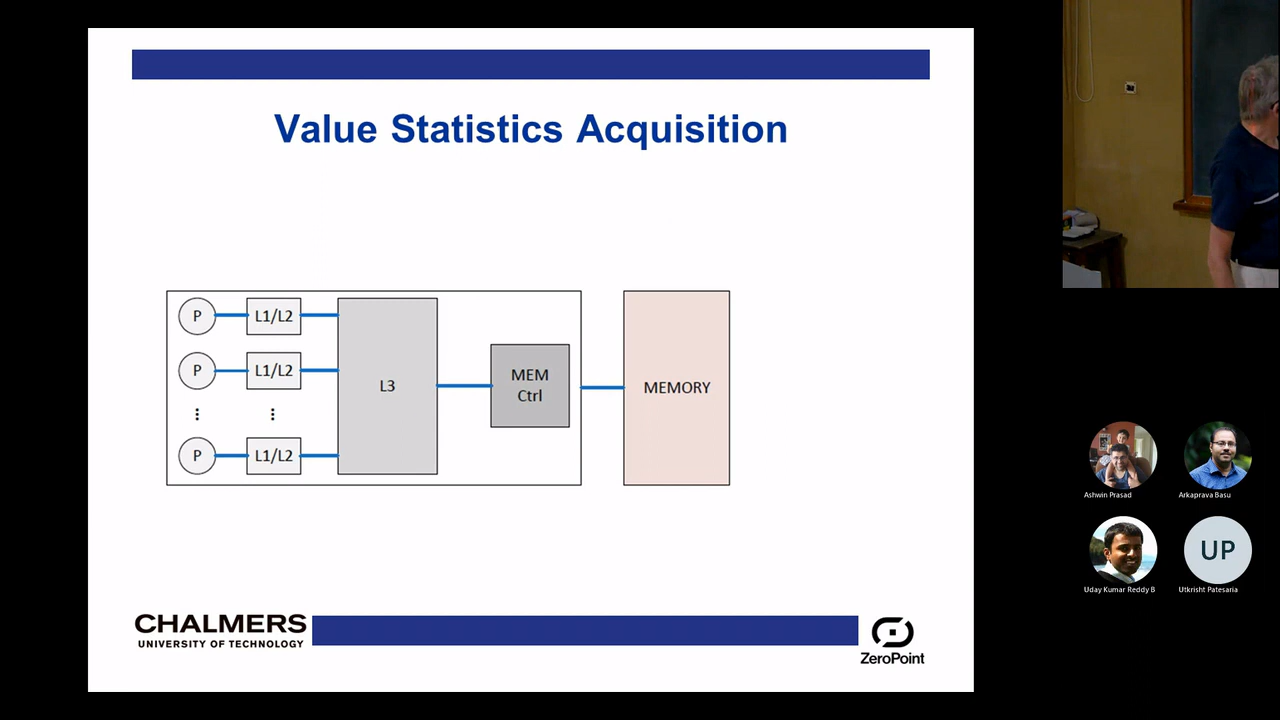 Value Statistics Acquisition
P
L1/L2
P
L1/L2
P
L1/L2
L3
MEM
Ctrl
MEMORY
CHALMERS
UNIVERSITY OF TECHNOLOGY
ZeroPoint
Ashwin Prasad
Arkaprava Basu
UP
Uday Kumar Reddy B
Utkrisht Patesaria